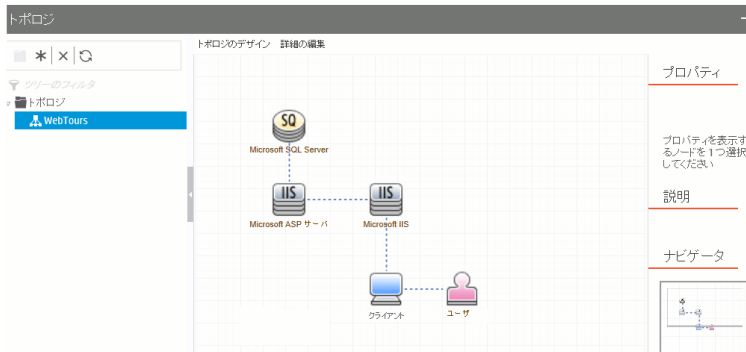 トポロジ
トポロジのデザイン 詳細の編集
ツリーのフィルタ
トポロジ
WebTours
SQ
Microsoft SQL Server
IIS
IIS
Microsoft ASP サーバ
Microsoft IIS
クライアント
ユーザ
プロパティ
プロパティを表示す
るノードを1つ選択
してください
説明
ナビゲータ